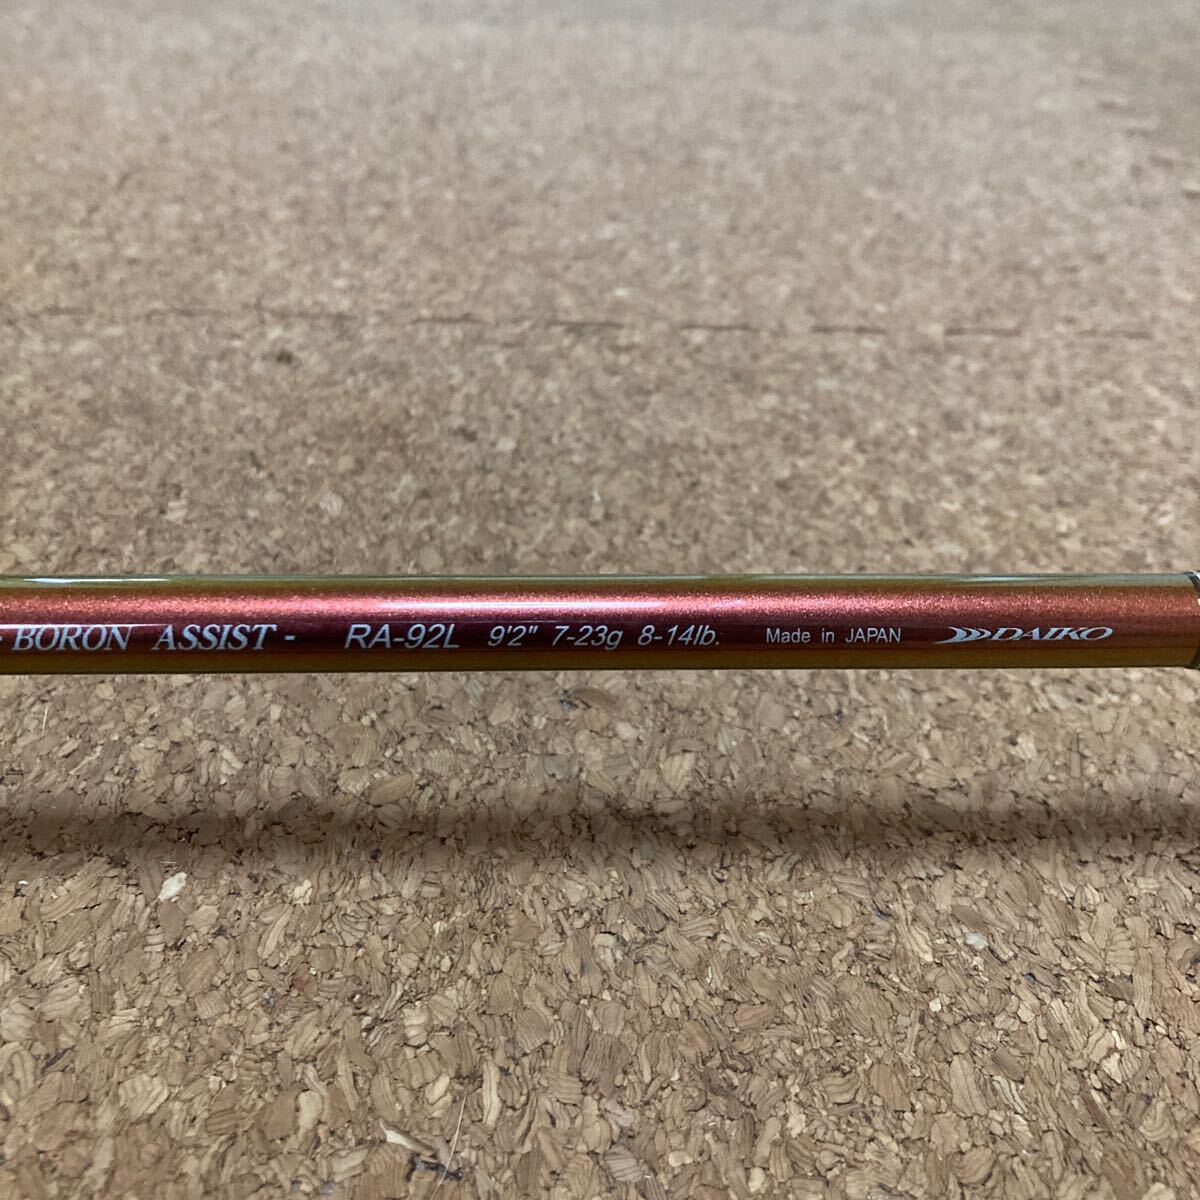 - BORON ASSIST - RA-92L 9'2" 7-23g 8-14lb. Made in JAPAN DAIKO